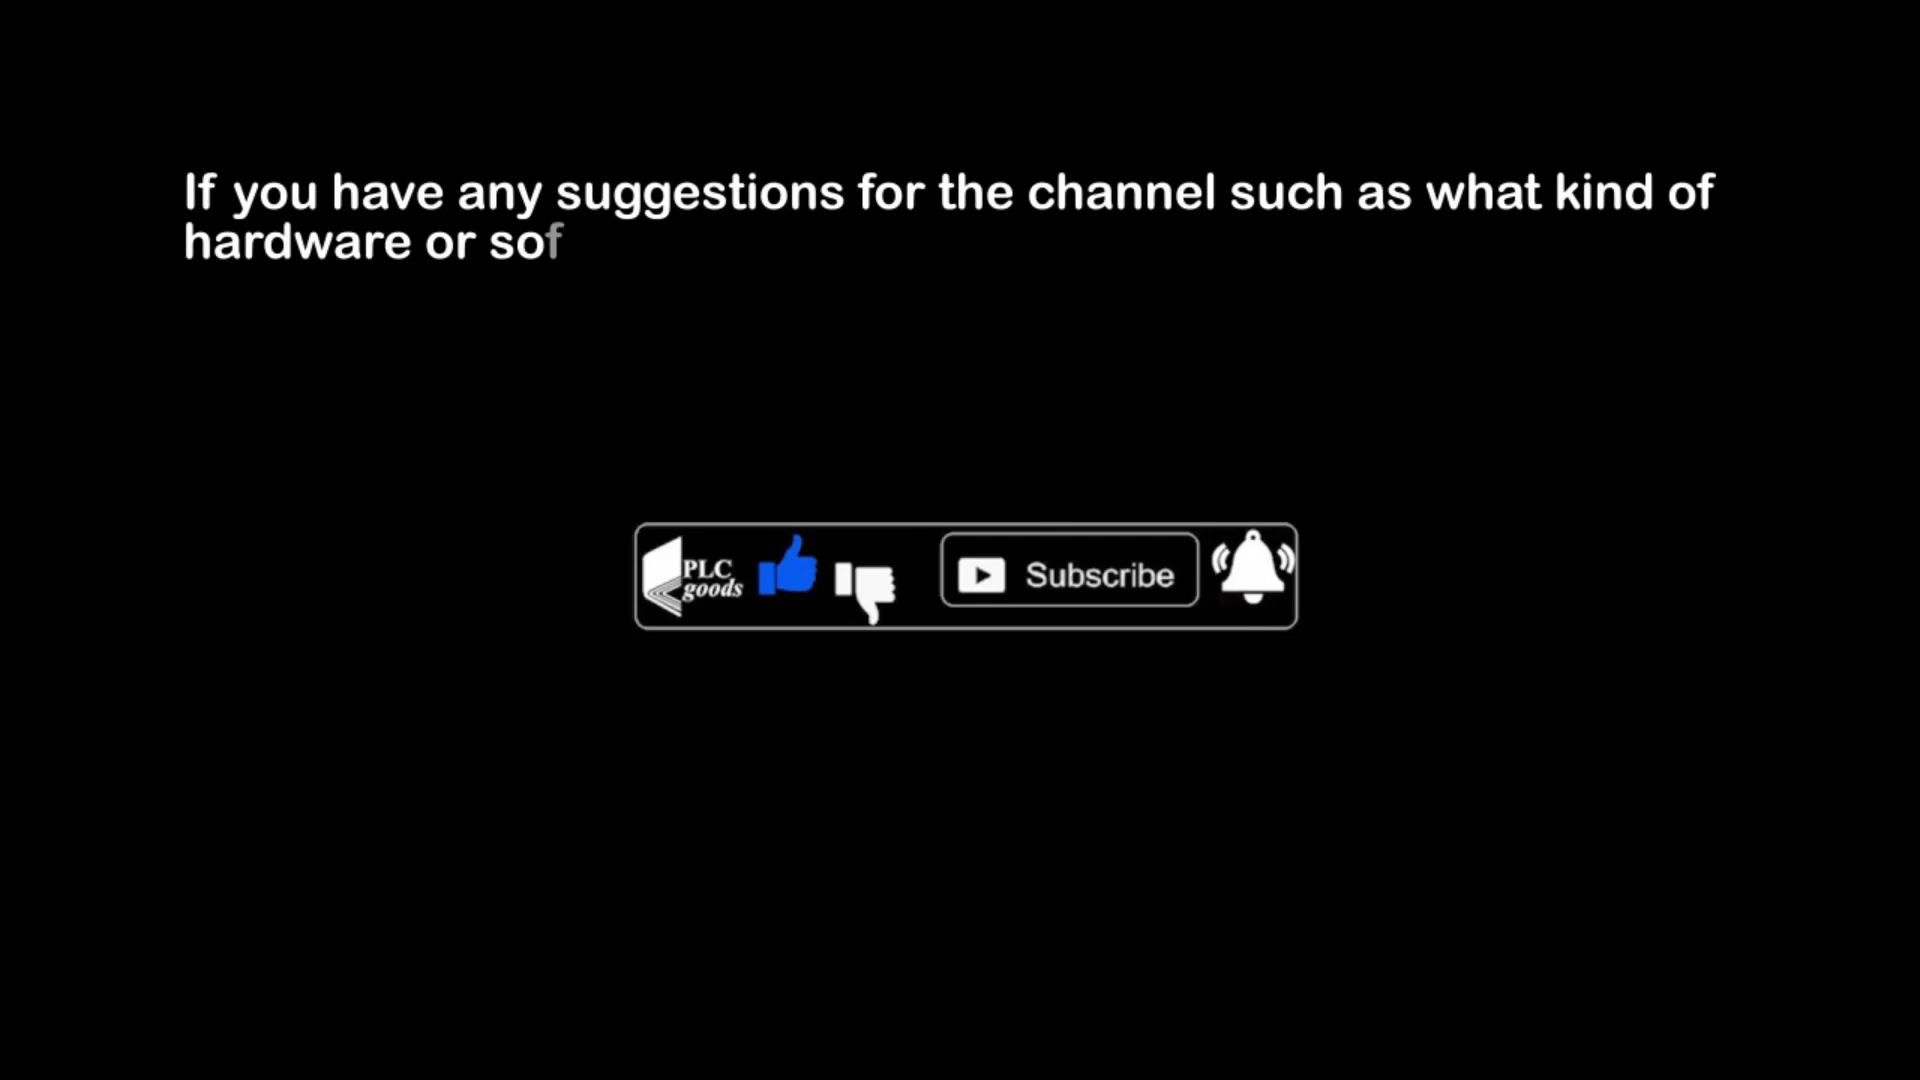 If you have any suggestions for the channel such as what kind of
hardware or sof
PLC
goods
Subscribe